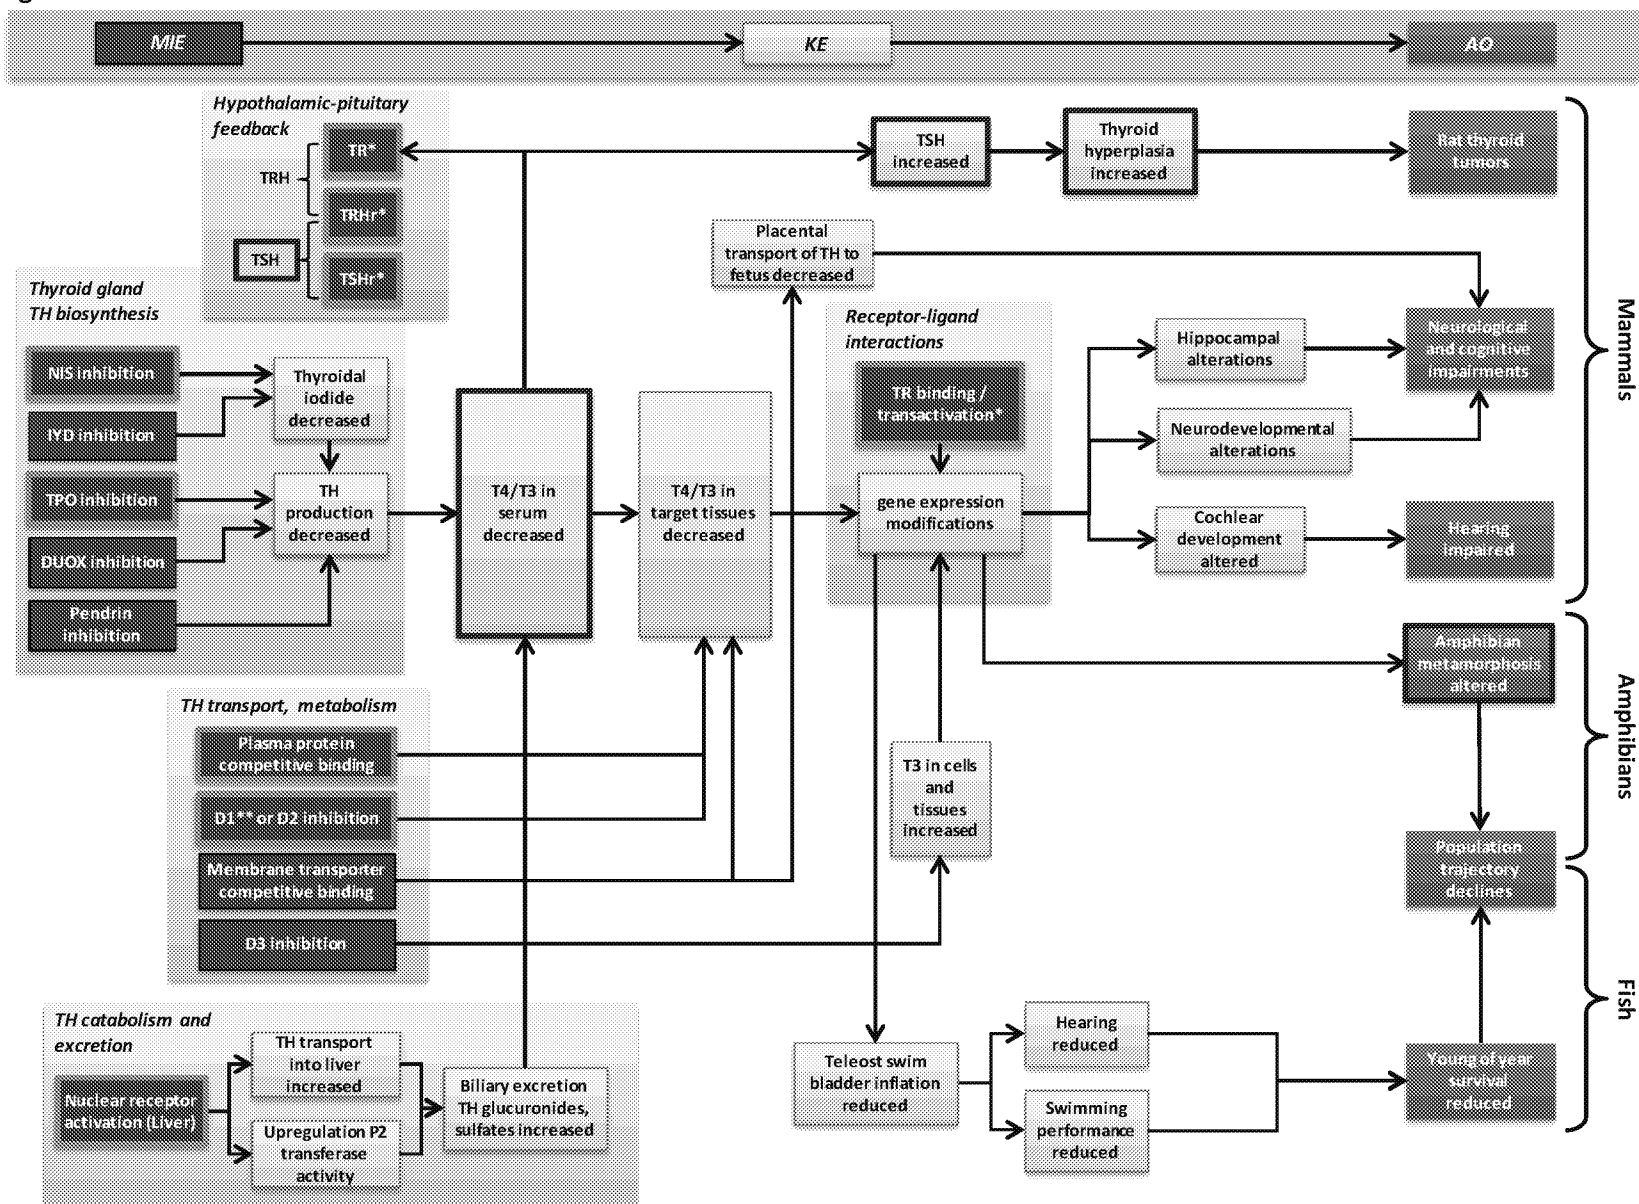 MIE
KE
AO
Hypothalamic-pituitary
feedback
TR*
TRH
TRHr*
TSH
TSHr*
TSH
increased
Thyroid
hyperplasia
increased
Rat thyroid
tumors
Placental
transport of TH to
fetus decreased
Thyroid gland
TH biosynthesis
NIS inhibition
IYD inhibition
TPO inhibition
DUOX inhibition
Pendrin
inhibition
Thyroidal
iodide
decreased
TH
production
decreased
T4/T3 in
serum
decreased
T4/T3 in
target tissues
decreased
Receptor-ligand
interactions
TR binding /
transactivation*
gene expression
modifications
Hippocampal
alterations
Neurodevelopmental
alterations
Cochlear
development
altered
Neurological
and cognitive
impairments
Hearing
impaired
Mammals
Amphibian
metamorphosis
altered
Amphibians
TH transport, metabolism
Plasma protein
competitive binding
D1** or D2 inhibition
Membrane transporter
competitive binding
D3 inhibition
T3 in cells
and
tissues
increased
Population
trajectory
declines
Fish
TH catabolism and
excretion
Nuclear receptor
activation (Liver)
TH transport
into liver
increased
Upregulation P2
transferase
activity
Biliary excretion
TH glucuronides,
sulfates increased
Teleost swim
bladder inflation
reduced
Hearing
reduced
Swimming
performance
reduced
Young of year
survival
reduced